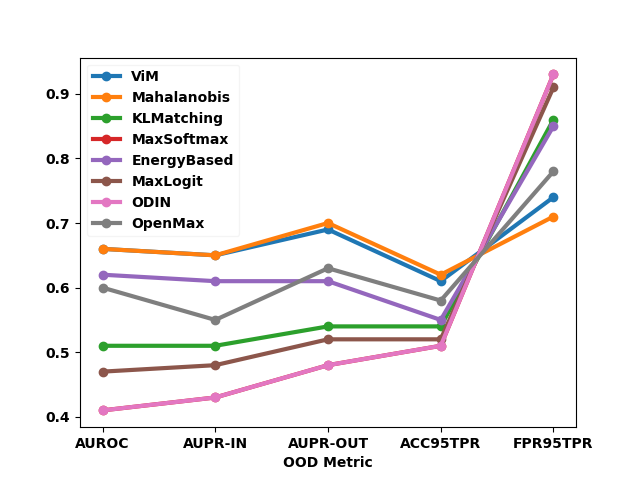 ViM
Mahalanobis
KLMatching
MaxSoftmax
EnergyBased
MaxLogit
ODIN
OpenMax
0.9
0.8
0.7
0.6
0.5
0.4
AUROC AUPR-IN AUPR-OUT ACC95TPR FPR95TPR
OOD Metric